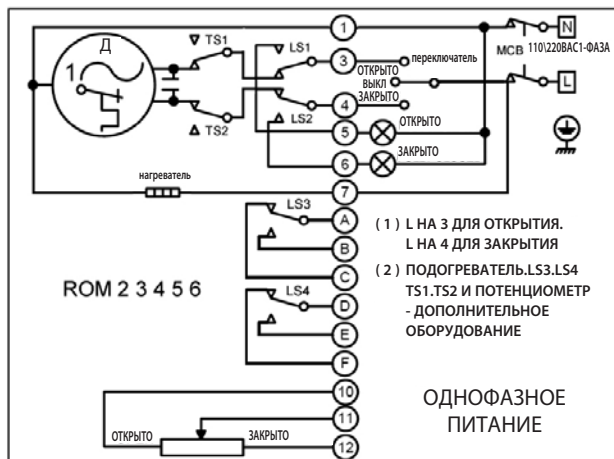 1
N
Д
TS1
LS1
3
переключатель
МСВ 110\220ВАС1-ФАЗА
1
ОТКРЫТО
ВЫКЛ
L
ЗАКРЫТО
4
TS2
LS2
5
ОТКРЫТО
6
ЗАКРЫТО
нагреватель
7
LS3
A
( 1 ) L НА 3 ДЛЯ ОТКРЫТИЯ.
B
L НА 4 ДЛЯ ЗАКРЫТИЯ
C
( 2 ) ПОДОГРЕВАТЕЛЬ.LS3.LS4
ROM 2 3 4 5 6
LS4
D
TS1.TS2 И ПОТЕНЦИОМЕТР
- ДОПОЛНИТЕЛЬНОЕ
E
ОБОРУДОВАНИЕ
F
10
ОДНОФАЗНОЕ
11
ПИТАНИЕ
ОТКРЫТО
ЗАКРЫТО
12